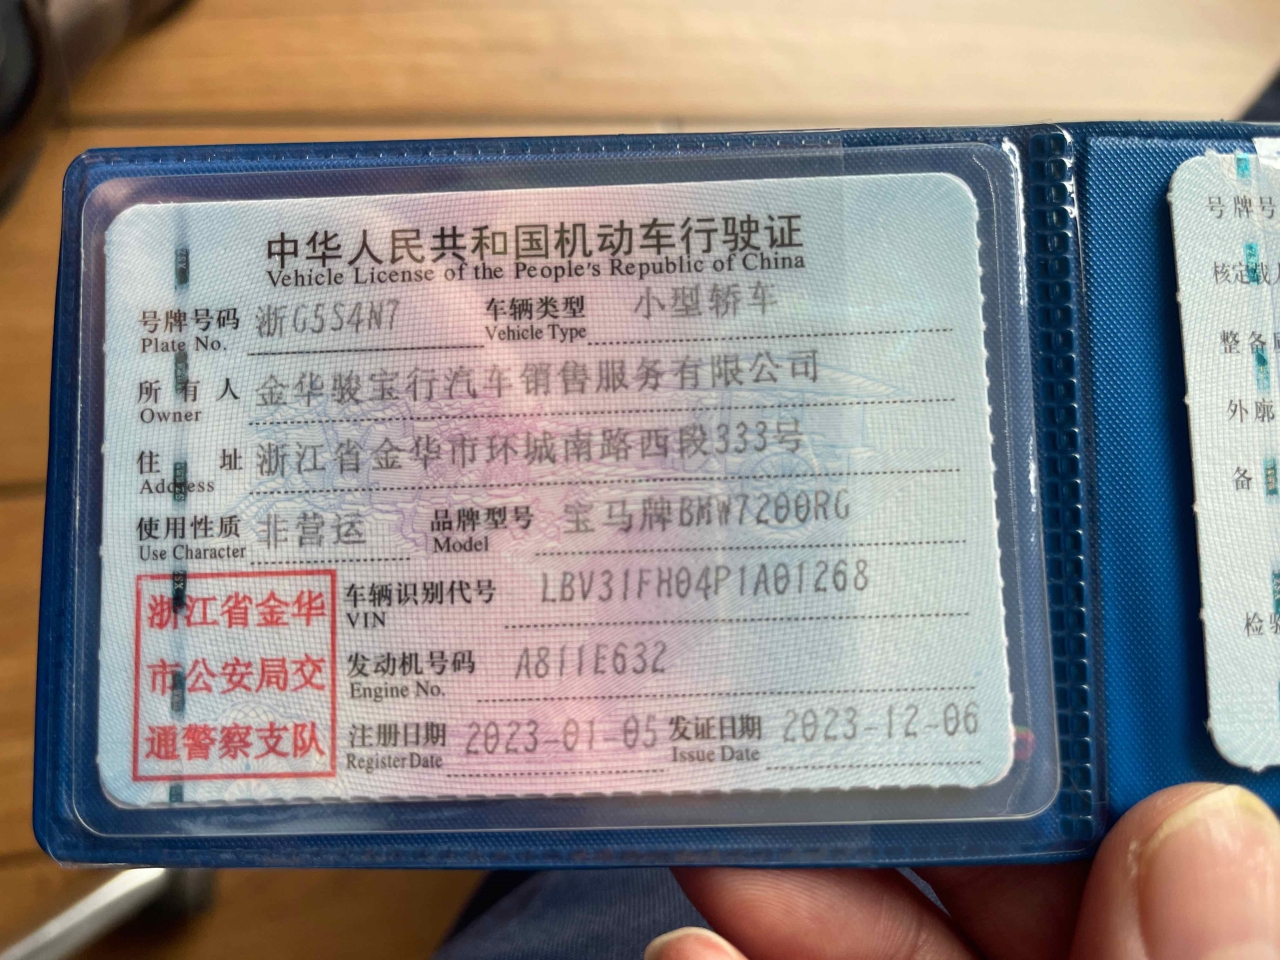 中华人民共和国机动车行驶证
Vehicle License of the People's Republic of China
号牌号码 浙G5S4N7 车辆类型 小型轿车
Plate No. Vehicle Type
所有人 金华骏宝行汽车销售服务有限公司
Owner
住址 浙江省金华市环城南路西段333号
Address
使用性质 非营运 品牌型号 宝马牌BMW7200RG
Use Character Model
浙江省金华
市公安局交
通警察支队
车辆识别代号 LBV31FH04P1A01268
VIN
发动机号码 A811E632
Engine No.
注册日期 2023-01-05 发证日期 2023-12-06
Register Date Issue Date
号牌号
核定载
整备
外廓
备
检验